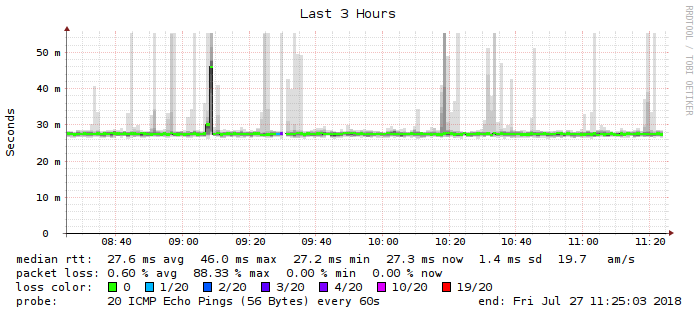 Last 3 Hours
RRDTOOL / TOBI OETIKER
Seconds
50 m
40 m
30 m
20 m
10 m
0
08:40 09:00 09:20 09:40 10:00 10:20 10:40 11:00 11:20
median rtt: 27.6 ms avg 46.0 ms max 27.2 ms min 27.3 ms now 1.4 ms sd 19.7 am/s
packet loss: 0.60 % avg 88.33 % max 0.00 % min 0.00 % now
loss color: 0 1/20 2/20 3/20 4/20 10/20 19/20
probe: 20 ICMP Echo Pings (56 Bytes) every 60s end: Fri Jul 27 11:25:03 2018